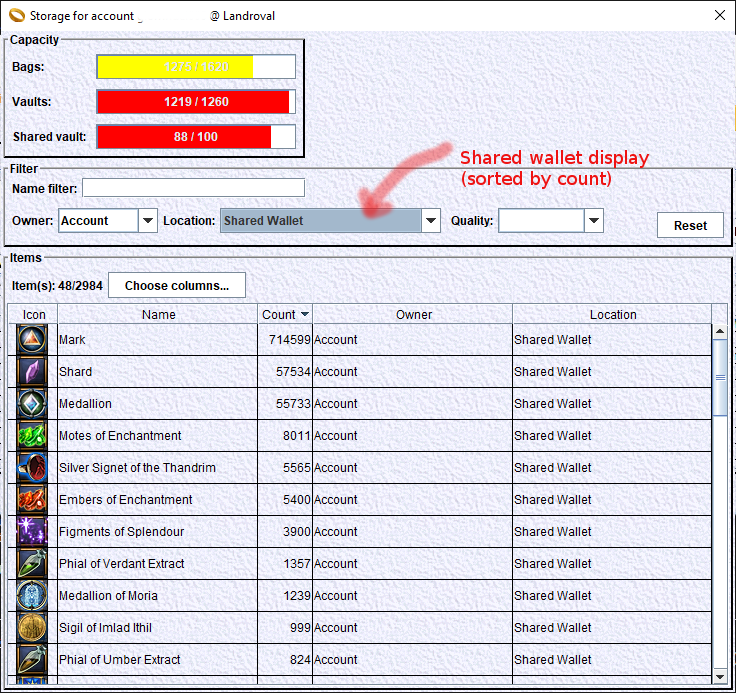 Storage for account _ @ Landroval
Capacity
Bags: 1275 / 1620
Vaults: 1219 / 1260
Shared vault: 88 / 100
Filter
Shared wallet display
(sorted by count)
Name filter:
Owner: Account Location: Shared Wallet Quality:
Reset
Items
Item(s): 48/2984 Choose columns...
Icon Name Count Owner Location
Mark 714599 Account Shared Wallet
Shard 57534 Account Shared Wallet
Medallion 55733 Account Shared Wallet
Motes of Enchantment 8011 Account Shared Wallet
Silver Signet of the Thandrim 5565 Account Shared Wallet
Embers of Enchantment 5400 Account Shared Wallet
Figments of Splendour 3900 Account Shared Wallet
Phial of Verdant Extract 1357 Account Shared Wallet
Medallion of Moria 1239 Account Shared Wallet
Sigil of Imlad Ithil 999 Account Shared Wallet
Phial of Umber Extract 824 Account Shared Wallet